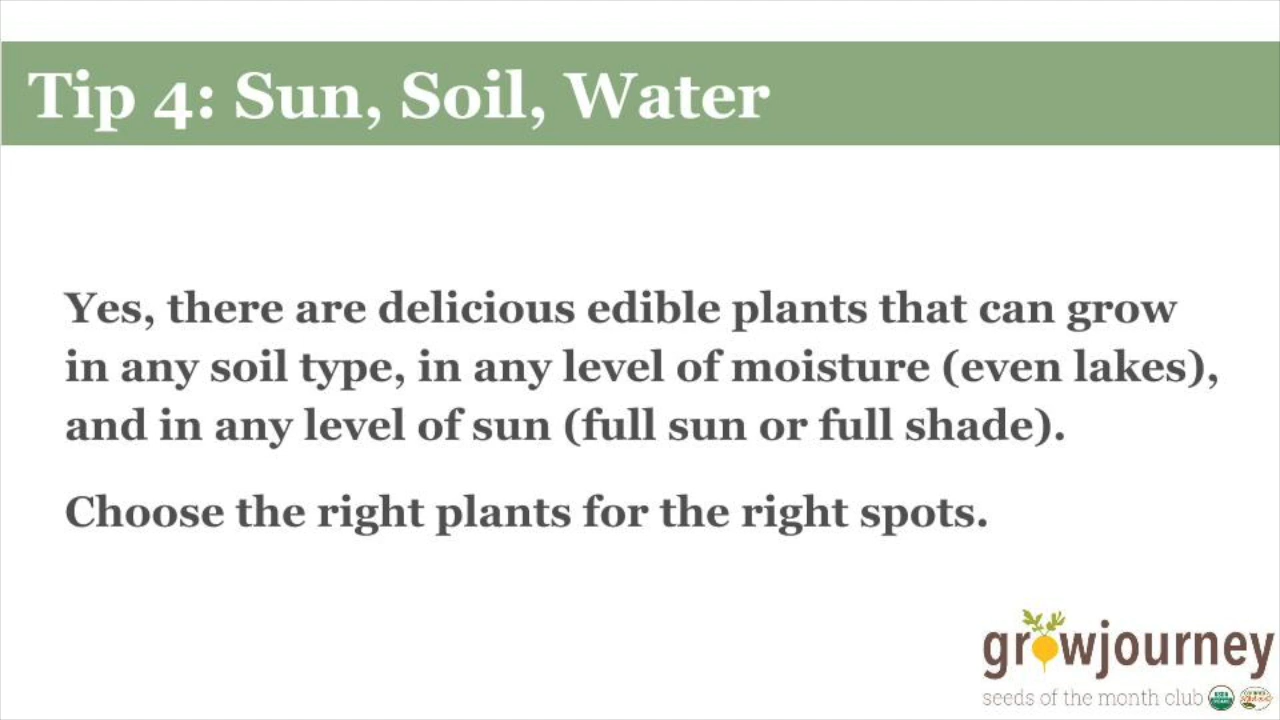 Tip 4: Sun, Soil, Water
Yes, there are delicious edible plants that can grow
in any soil type, in any level of moisture (even lakes),
and in any level of sun (full sun or full shade).
Choose the right plants for the right spots.
growjourney
seeds of the month club